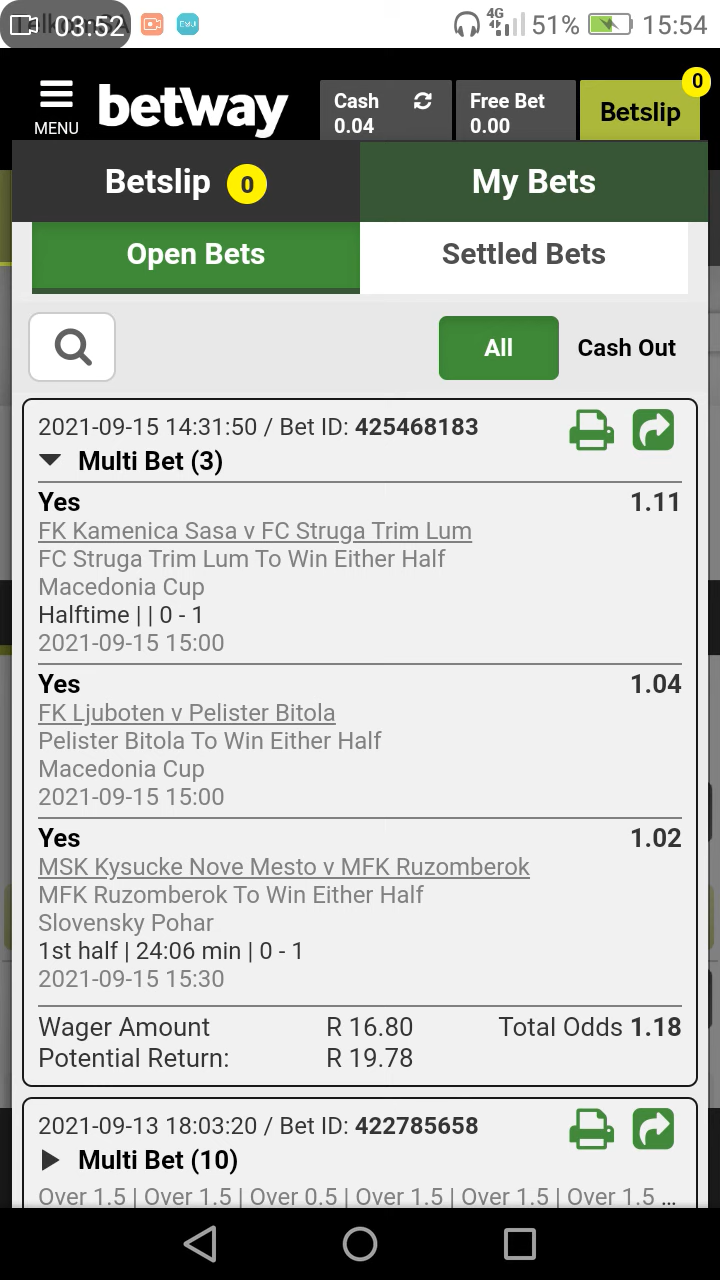 03:52
EWJ
4G
51%
15:54
MENU
betway
Cash
0.04
Free Bet
0.00
Betslip
0
Betslip 0
My Bets
Open Bets
Settled Bets
All
Cash Out
2021-09-15 14:31:50 / Bet ID: 425468183
Multi Bet (3)
Yes 1.11
FK Kamenica Sasa v FC Struga Trim Lum
FC Struga Trim Lum To Win Either Half
Macedonia Cup
Halftime | | 0 - 1
2021-09-15 15:00
Yes 1.04
FK Ljuboten v Pelister Bitola
Pelister Bitola To Win Either Half
Macedonia Cup
2021-09-15 15:00
Yes 1.02
MSK Kysucke Nove Mesto v MFK Ruzomberok
MFK Ruzomberok To Win Either Half
Slovensky Pohar
1st half | 24:06 min | 0 - 1
2021-09-15 15:30
Wager Amount R 16.80 Total Odds 1.18
Potential Return: R 19.78
2021-09-13 18:03:20 / Bet ID: 422785658
Multi Bet (10)
Over 1.5 | Over 1.5 | Over 0.5 | Over 1.5 | Over 1.5 | Over 1.5 ...